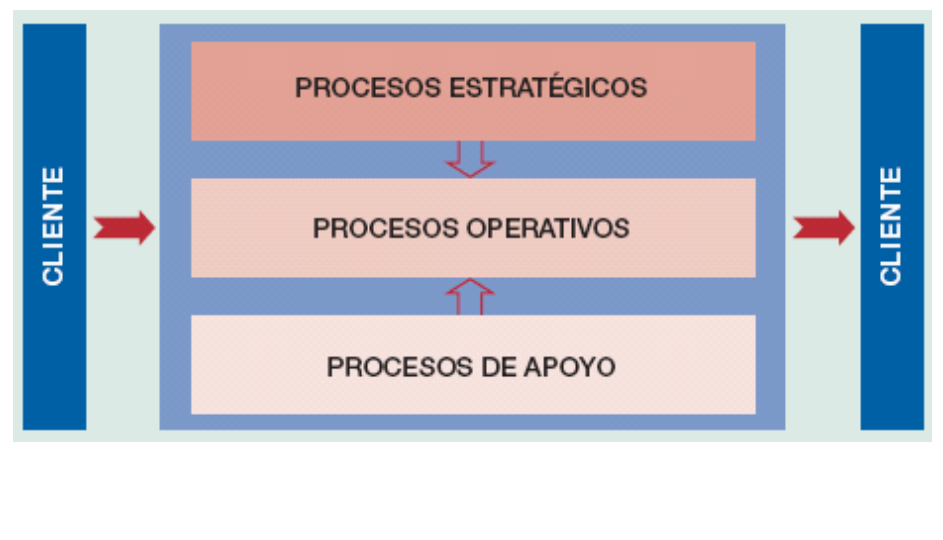 CLIENTE
PROCESOS ESTRATÉGICOS
PROCESOS OPERATIVOS
PROCESOS DE APOYO
CLIENTE